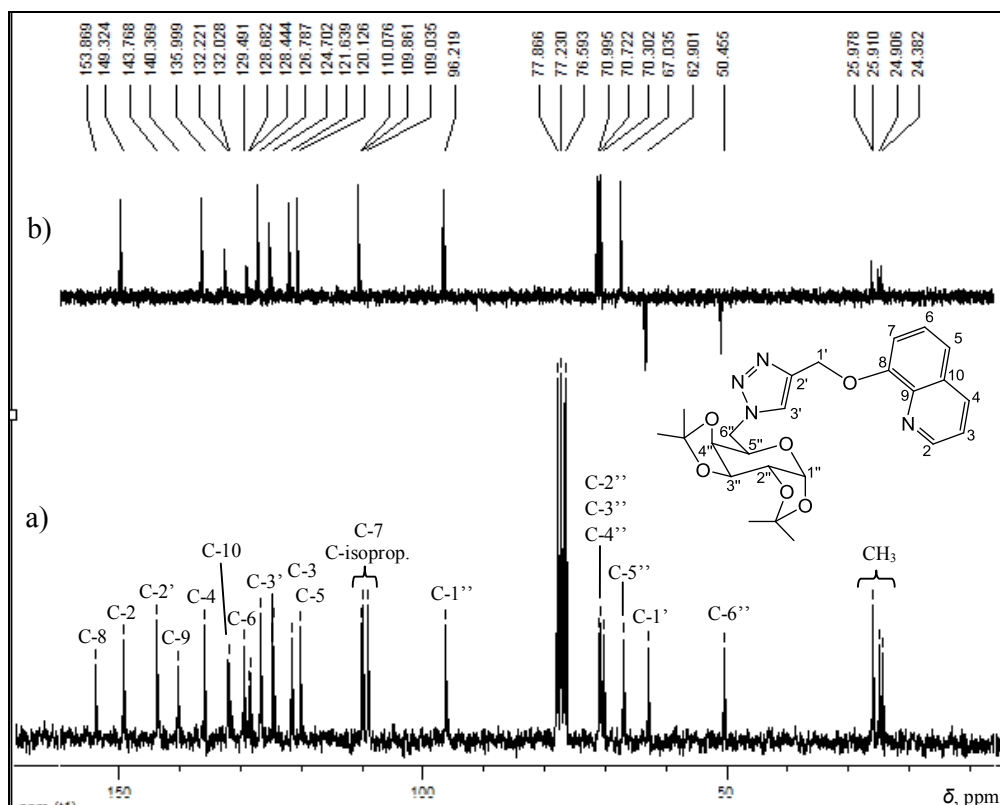 153.869
149.324
143.768
140.369
135.999
132.221
132.028
129.491
128.682
128.444
126.787
124.702
121.639
120.126
110.076
109.861
109.035
96.219
77.866
77.230
76.593
70.995
70.722
70.302
67.035
62.901
50.455
25.978
25.910
24.906
24.382
b)
6
7
5
1'
8
10
4
9
3
2
O
N
N
N
N
2'
3'
6''
5''
4''
3''
2''
1''
O
O
O
O
O
a)
C-8
C-2
C-2'
C-9
C-4
C-10
C-6
C-3'
C-3
C-5
C-7
C-isoprop.
C-1’’
C-2’’
C-3’’
C-4’’
C-5’’
C-1’
C-6’’
CH3
150
100
50
δ, ppm